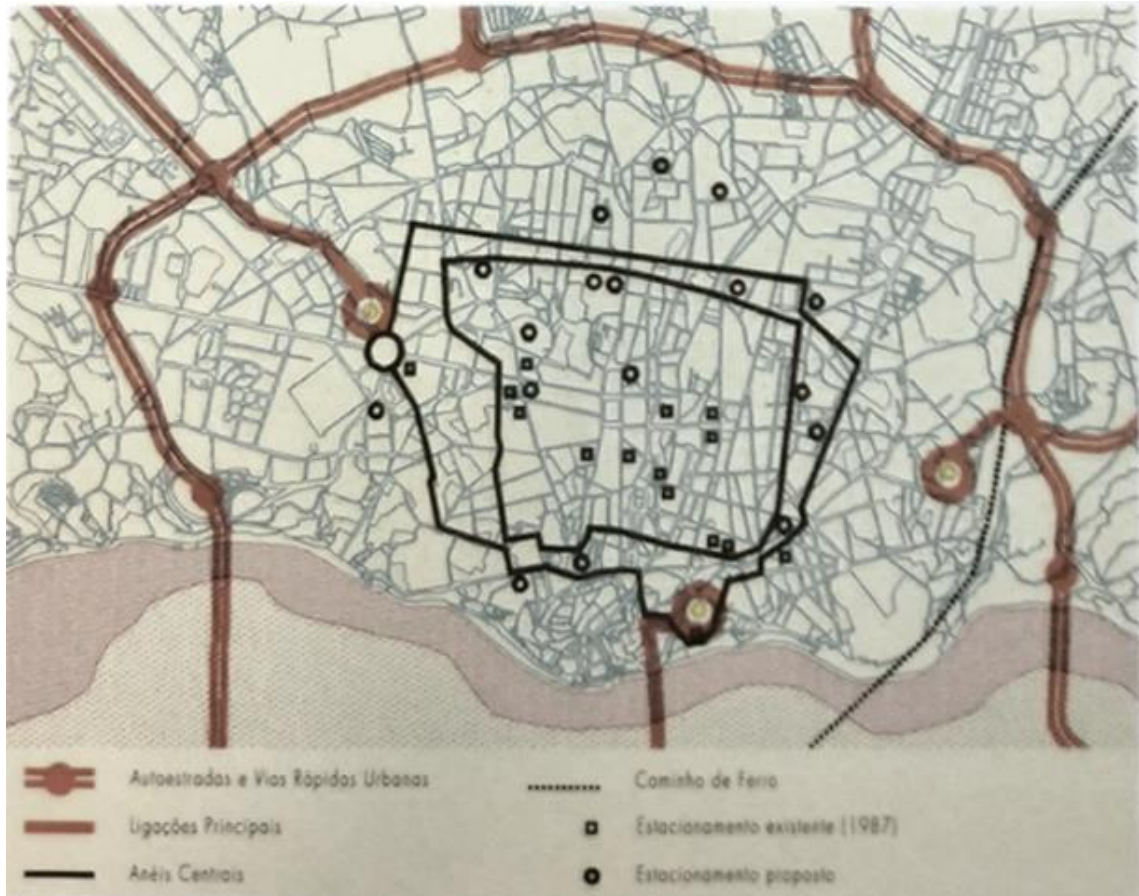 Autoestradas e Vias Rápidas Urbanas
Ligações Principais
Anéis Centrais
Caminho de Ferro
Estacionamento existente (1987)
Estacionamento proposto